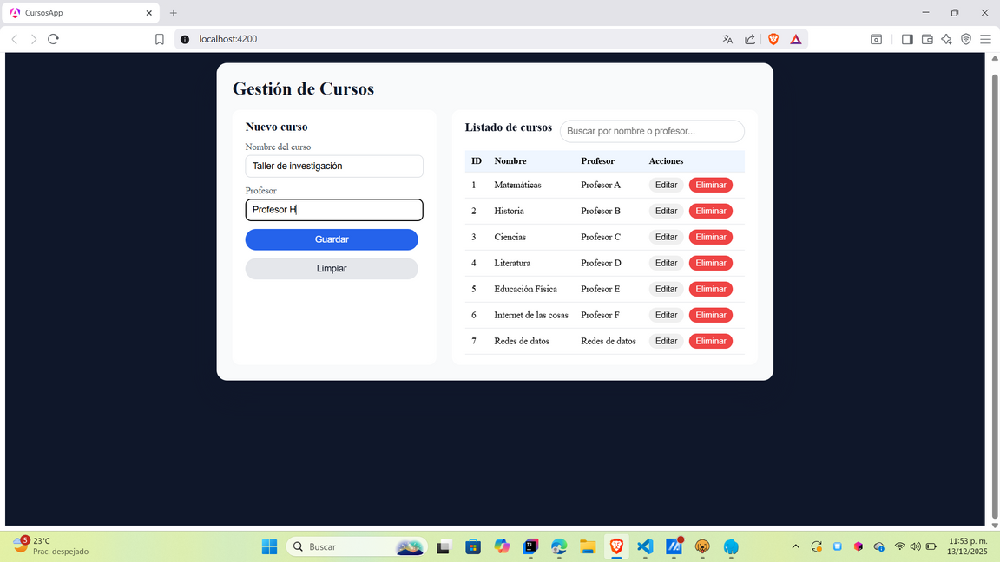 CursosApp
localhost:4200
Gestión de Cursos
Nuevo curso
Nombre del curso
Taller de investigación
Profesor
Profesor H
Guardar
Limpiar
Listado de cursos
Buscar por nombre o profesor...
ID Nombre Profesor Acciones
1 Matemáticas Profesor A Editar Eliminar
2 Historia Profesor B Editar Eliminar
3 Ciencias Profesor C Editar Eliminar
4 Literatura Profesor D Editar Eliminar
5 Educación Física Profesor E Editar Eliminar
6 Internet de las cosas Profesor F Editar Eliminar
7 Redes de datos Redes de datos Editar Eliminar
5
23°C
Prac. despejado
Buscar
11:53 p. m.
13/12/2025